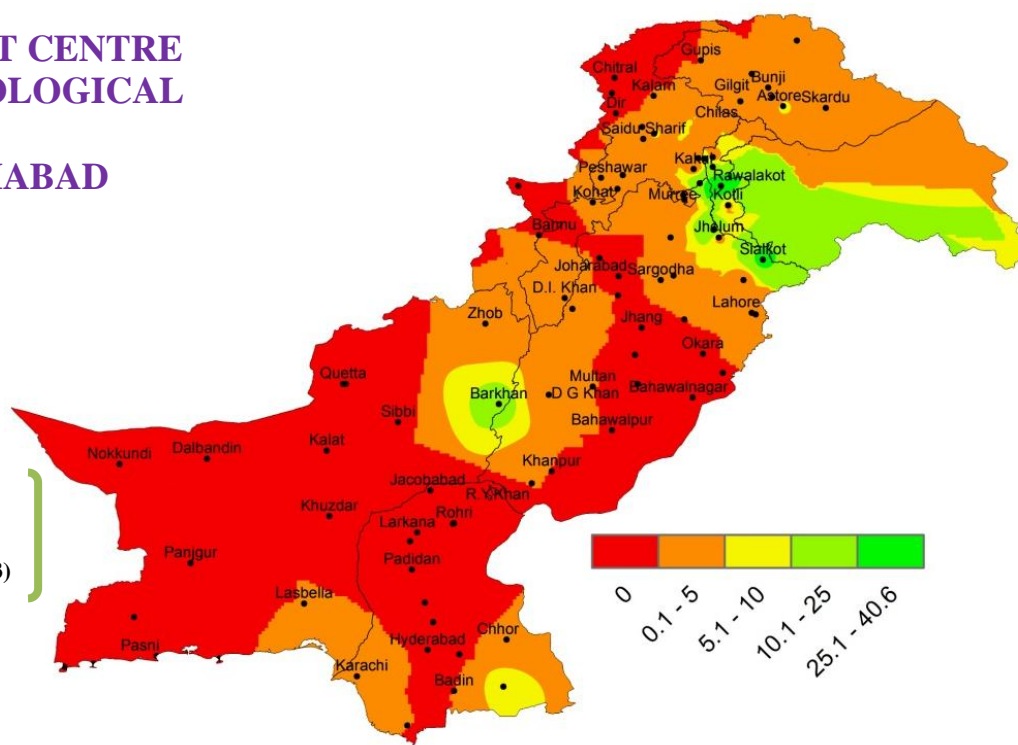 T CENTRE
OLOGICAL
ABAD
Gupis
Chitral
Kalam
Gilgit
Bunji
Astore
Skardu
Dir
Chilas
Saidu Sharif
Peshawar
Kakul
Rawalakot
Kohat
Murree
Kotli
Bannu
Jhelum
Sialkot
Joharabad
Sargodha
D.I. Khan
Lahore
Zhob
Jhang
Okara
Quetta
Multan
Barkhan
D G Khan
Bahawalnagar
Sibbi
Bahawalpur
Kalat
Nokkundi
Dalbandin
Khanpur
Jacobabad
R.Y.Khan
Khuzdar
Rohri
Larkana
Panjgur
Padidan
)
Lasbella
Hyderabad
Chhor
Pasni
Karachi
Badin
0
0.1 - 5
5.1 - 10
10.1 - 25
25.1 - 40.6